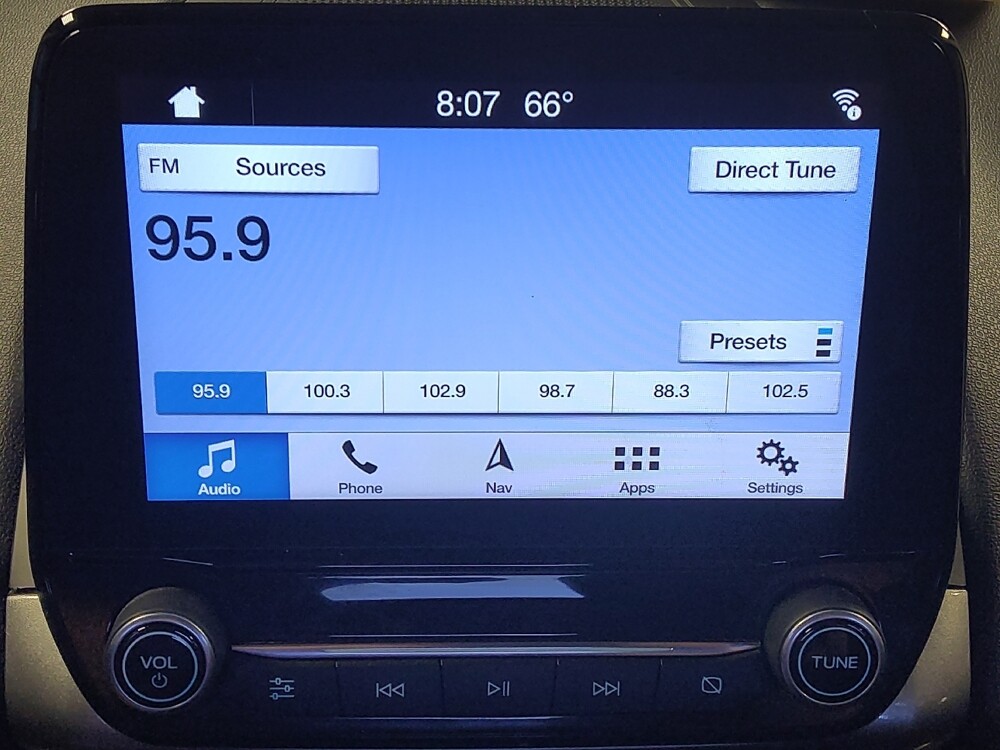 8:07 66°
FM Sources
Direct Tune
95.9
Presets
95.9 100.3 102.9 98.7 88.3 102.5
Audio Phone Nav Apps Settings
VOL
TUNE